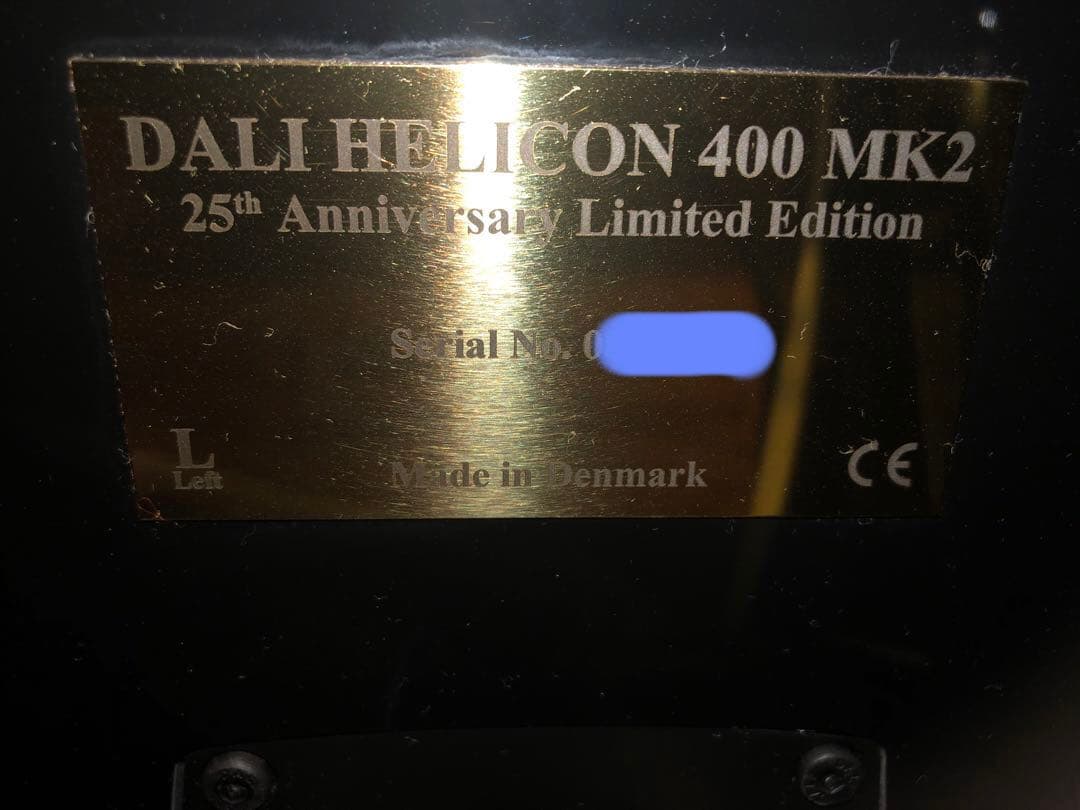 DALI HELICON 400 MK2
25th Anniversary Limited Edition
Serial No. 0
L
Left
Made in Denmark
CE